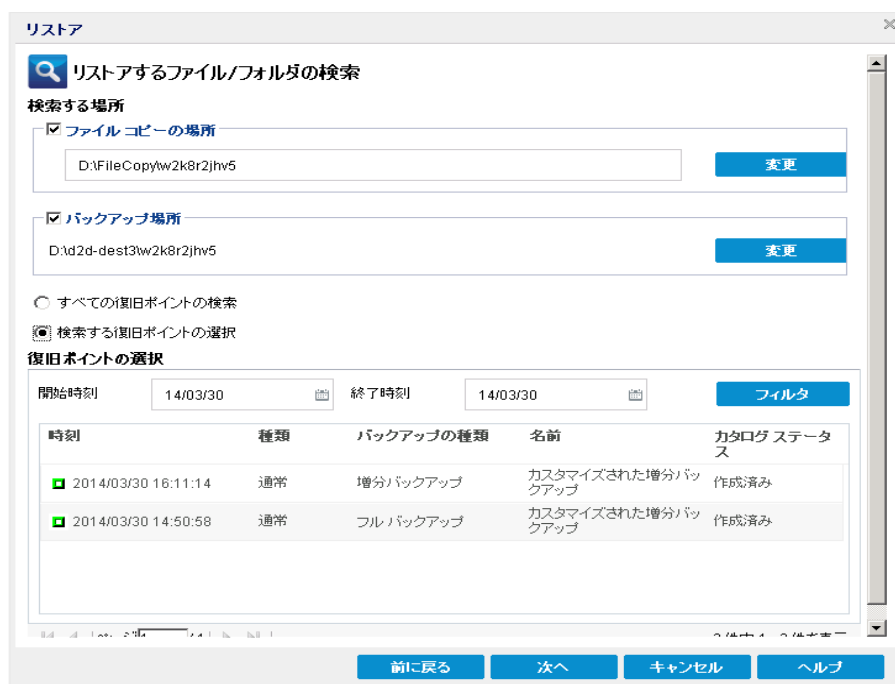 リストア
リストアするファイル/フォルダの検索
検索する場所
ファイル コピーの場所
D:\FileCopy\w2k8r2jhv5
変更
バックアップ場所
D:\d2d-dest3\w2k8r2jhv5
変更
すべての復旧ポイントの検索
検索する復旧ポイントの選択
復旧ポイントの選択
開始時刻 14/03/30 終了時刻 14/03/30 フィルタ
時刻 種類 バックアップの種類 名前 カタログ ステータ
ス
2014/03/30 16:11:14 通常 増分バックアップ カスタマイズされた増分バッ
クアップ 作成済み
2014/03/30 14:50:58 通常 フル バックアップ カスタマイズされた増分バッ
クアップ 作成済み
前に戻る 次へ キャンセル ヘルプ